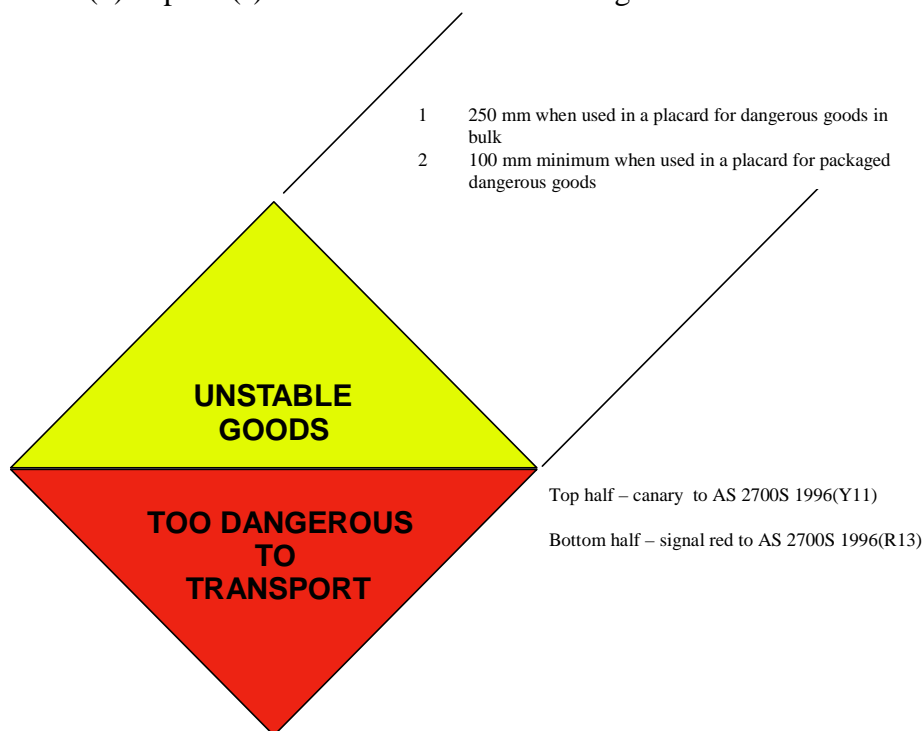 1 250 mm when used in a placard for dangerous goods in
bulk
2 100 mm minimum when used in a placard for packaged
dangerous goods
UNSTABLE
GOODS
TOO DANGEROUS
TO
TRANSPORT
Top half – canary to AS 2700S 1996(Y11)
Bottom half – signal red to AS 2700S 1996(R13)